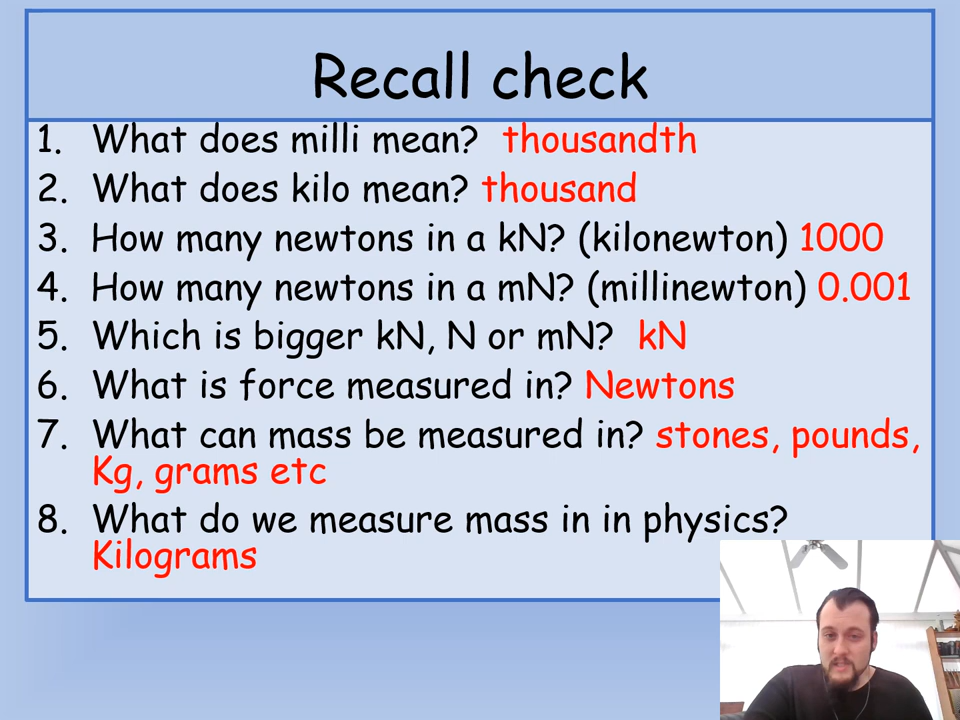 Recall check
1. What does milli mean? thousandth
2. What does kilo mean? thousand
3. How many newtons in a kN? (kilonewton) 1000
4. How many newtons in a mN? (millinewton) 0.001
5. Which is bigger kN, N or mN? kN
6. What is force measured in? Newtons
7. What can mass be measured in? stones, pounds,
Kg, grams etc
8. What do we measure mass in in physics?
Kilograms